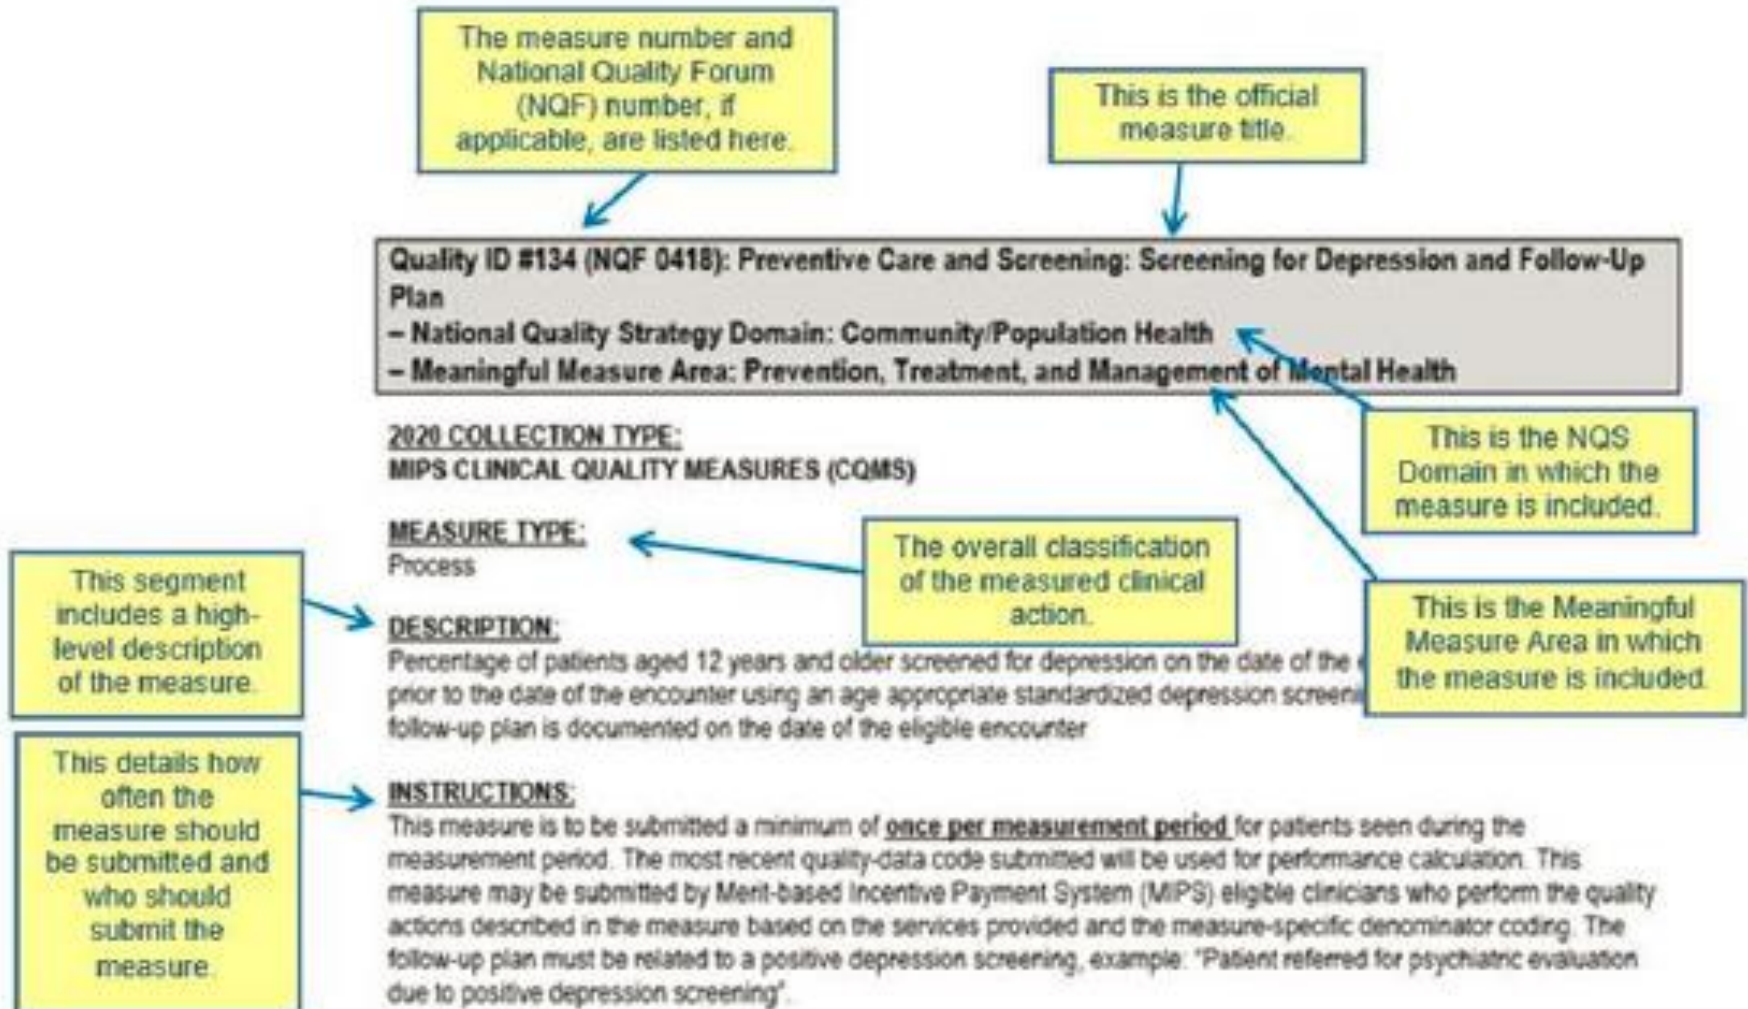 The measure number and
National Quality Forum
(NQF) number, if
applicable, are listed here.
This is the official
measure title.
Quality ID #134 (NQF 0418): Preventive Care and Screening: Screening for Depression and Follow-Up
Plan
– National Quality Strategy Domain: Community/Population Health
– Meaningful Measure Area: Prevention, Treatment, and Management of Mental Health
2020 COLLECTION TYPE:
MIPS CLINICAL QUALITY MEASURES (CQMS)
This is the NQS
Domain in which the
measure is included.
MEASURE TYPE:
Process
The overall classification
of the measured clinical
action.
This segment
includes a high-
level description
of the measure.
This is the Meaningful
Measure Area in which
the measure is included.
DESCRIPTION:
Percentage of patients aged 12 years and older screened for depression on the date of the
prior to the date of the encounter using an age appropriate standardized depression screeni
follow-up plan is documented on the date of the eligible encounter
This details how
often the
measure should
be submitted and
who should
submit the
measure.
INSTRUCTIONS:
This measure is to be submitted a minimum of once per measurement period for patients seen during the
measurement period. The most recent quality-data code submitted will be used for performance calculation. This
measure may be submitted by Merit-based Incentive Payment System (MIPS) eligible clinicians who perform the quality
actions described in the measure based on the services provided and the measure-specific denominator coding. The
follow-up plan must be related to a positive depression screening, example: "Patient referred for psychiatric evaluation
due to positive depression screening".